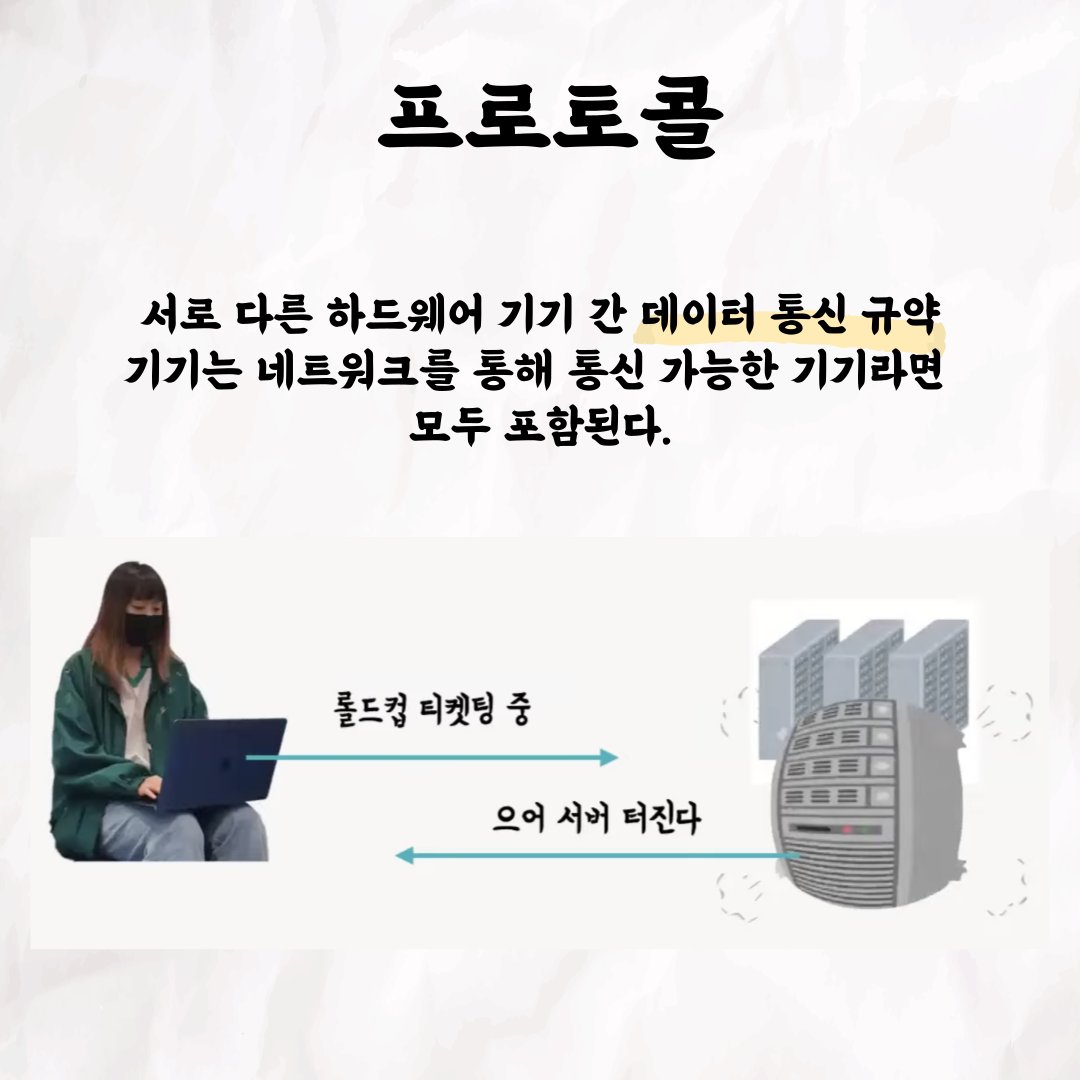 프로토콜
서로 다른 하드웨어 기기 간 데이터 통신 규약
기기는 네트워크를 통해 통신 가능한 기기라면
모두 포함된다.
롤드컵 티켓팅 중
으어 서버 터진다